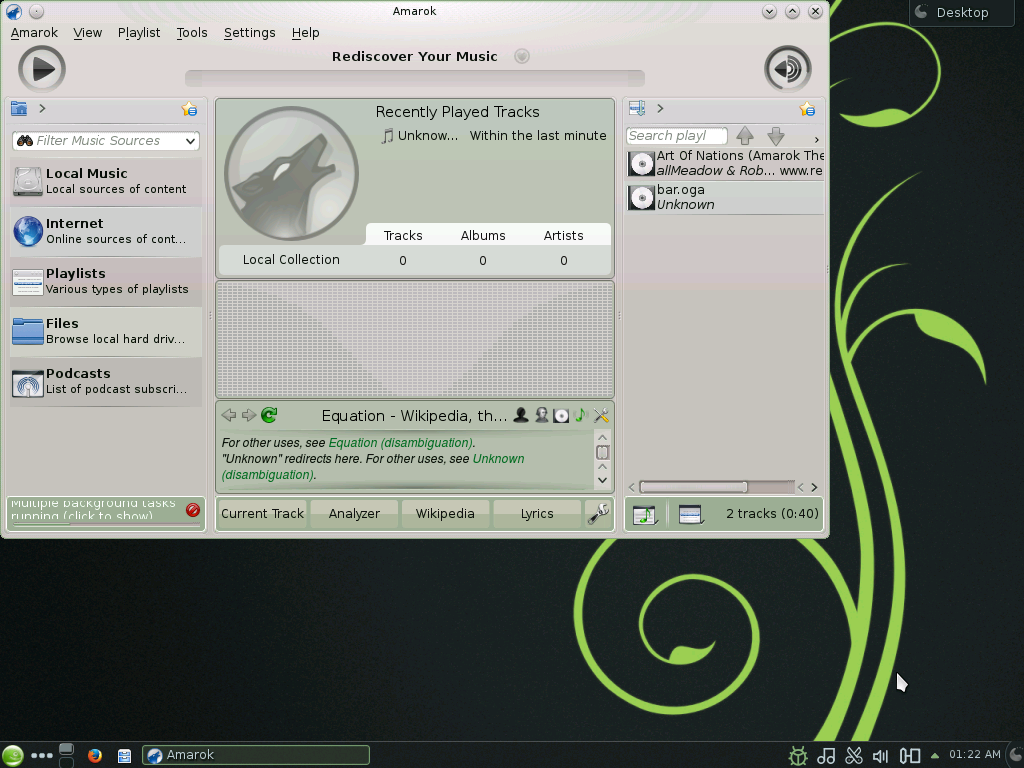 Amarok
Desktop
Amarok View Playlist Tools Settings Help
Rediscover Your Music
Filter Music Sources
Local Music
Local sources of content
Internet
Online sources of cont...
Playlists
Various types of playlists
Files
Browse local hard driv...
Podcasts
List of podcast subscri...
Multiple background tasks
running (click to show)
Recently Played Tracks
Unknow... Within the last minute
Tracks Albums Artists
Local Collection 0 0 0
Equation - Wikipedia, th...
For other uses, see Equation (disambiguation).
"Unknown" redirects here. For other uses, see Unknown
(disambiguation).
Current Track Analyzer Wikipedia Lyrics
Search playl
Art Of Nations (Amarok The
allMeadow & Rob... www.re
bar.oga
Unknown
2 tracks (0:40)
Amarok
01:22 AM